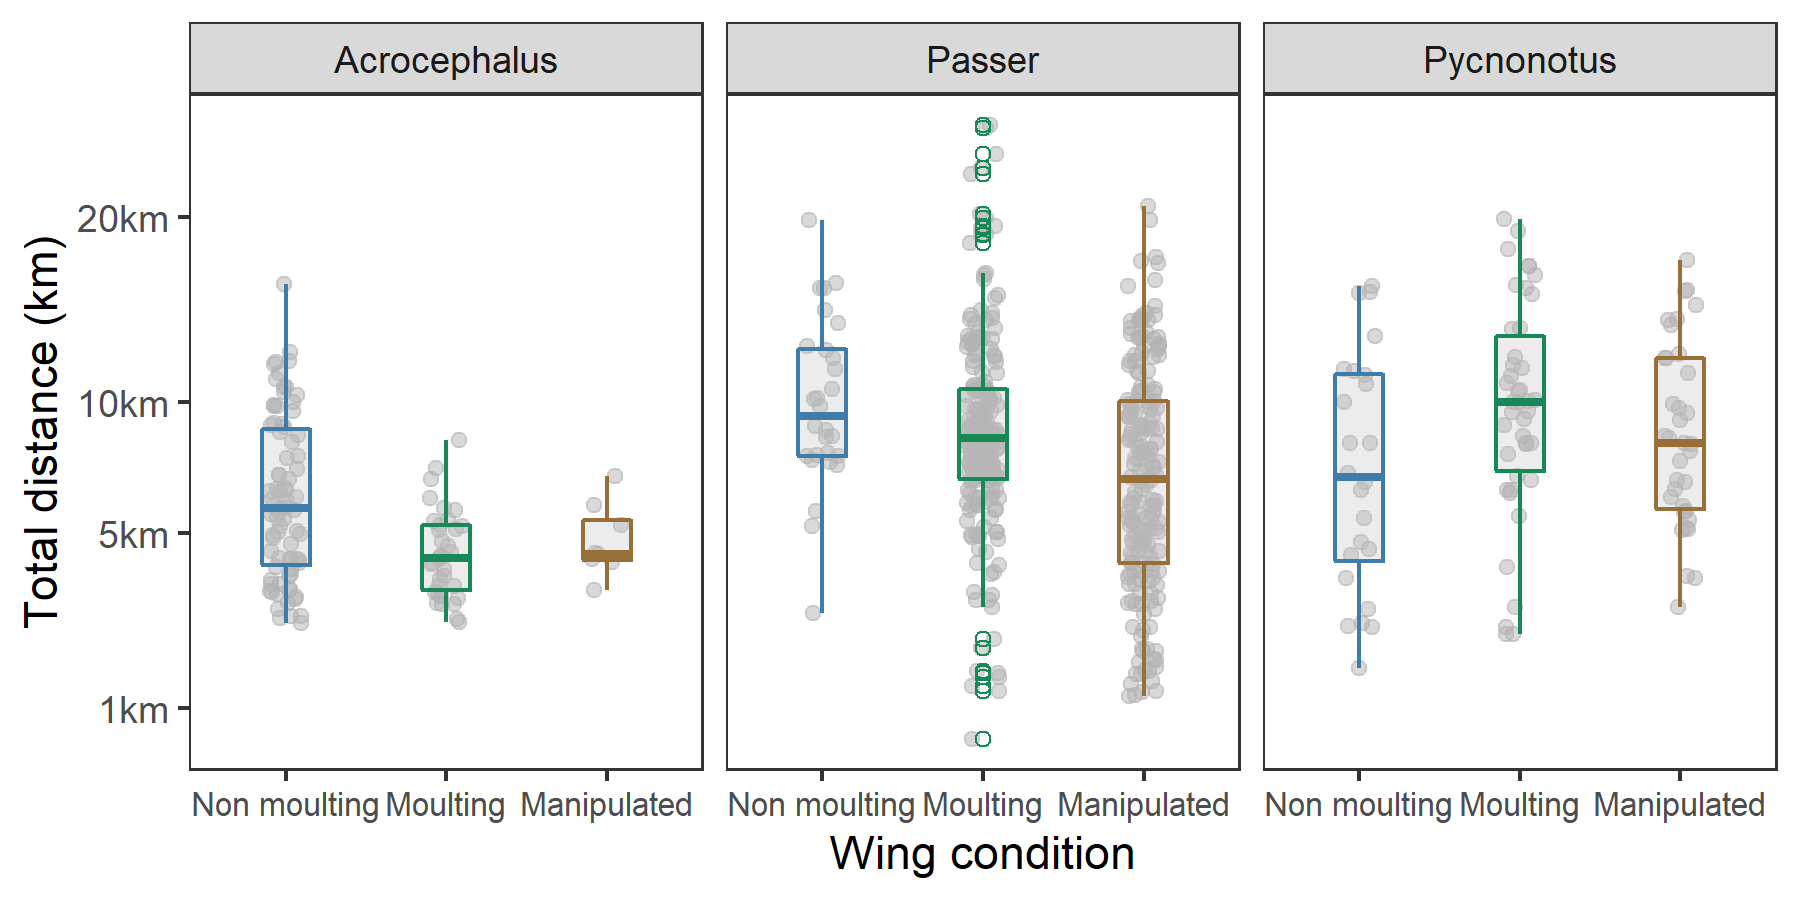 Acrocephalus
Passer
Pycnonotus
Total distance (km)
20km
10km
5km
1km
Non moulting Moulting Manipulated
Non moulting Moulting Manipulated
Non moulting Moulting Manipulated
Wing condition